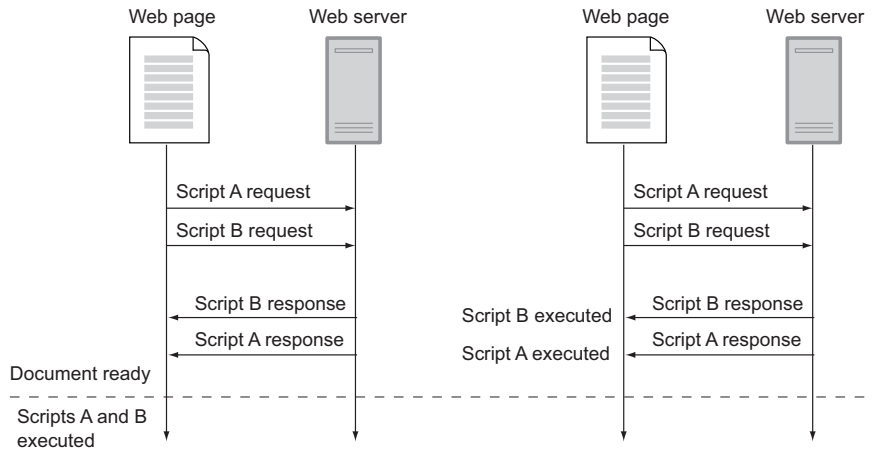 Web page
Web server
Web page
Web server
Script A request
Script A request
Script B request
Script B request
Script B response
Script B executed
Script B response
Script A response
Script A executed
Script A response
Document ready
Scripts A and B
executed